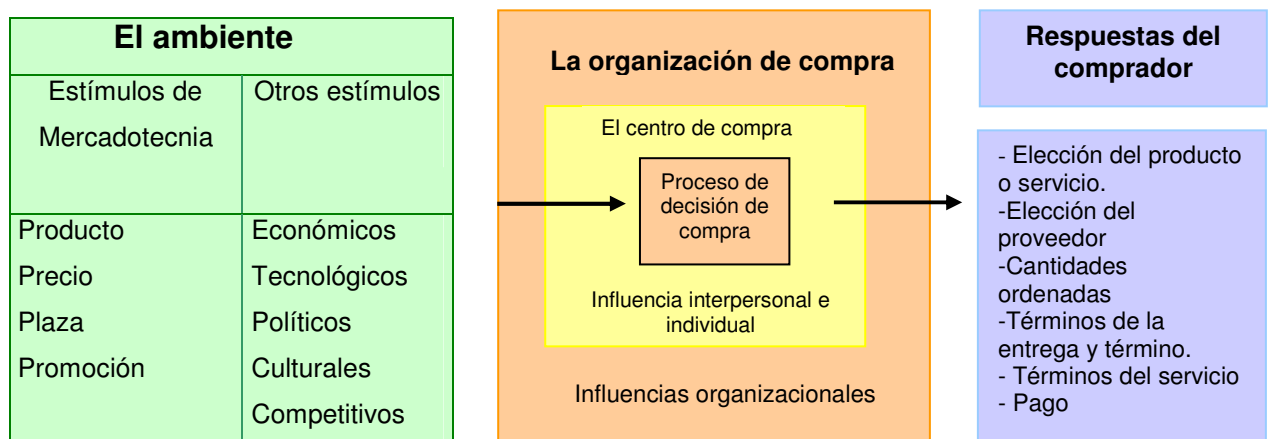 El ambiente
Estímulos de
Mercadotecnia
Otros estímulos
Producto
Precio
Plaza
Promoción
Económicos
Tecnológicos
Políticos
Culturales
Competitivos
La organización de compra
El centro de compra
Proceso de
decisión de
compra
Influencia interpersonal e
individual
Influencias organizacionales
Respuestas del
comprador
- Elección del producto
o servicio.
-Elección del
proveedor
-Cantidades
ordenadas
-Términos de la
entrega y término.
- Términos del servicio
- Pago